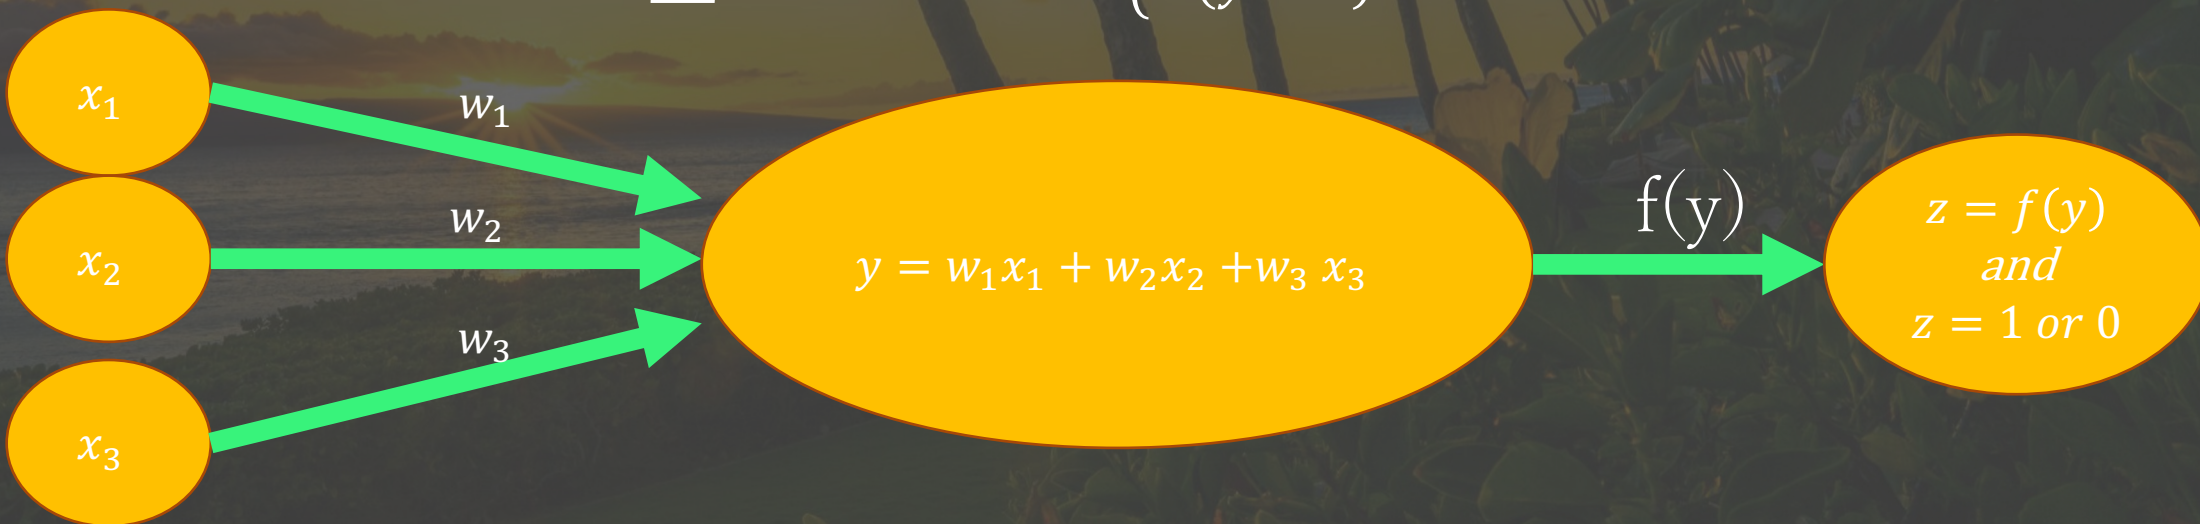 x₁
w₁
w₂
x₂
w₃
x₃
y = w₁x₁ + w₂x₂ +w₃ x₃
f(y)
z = f(y)
and
z = 1 or 0